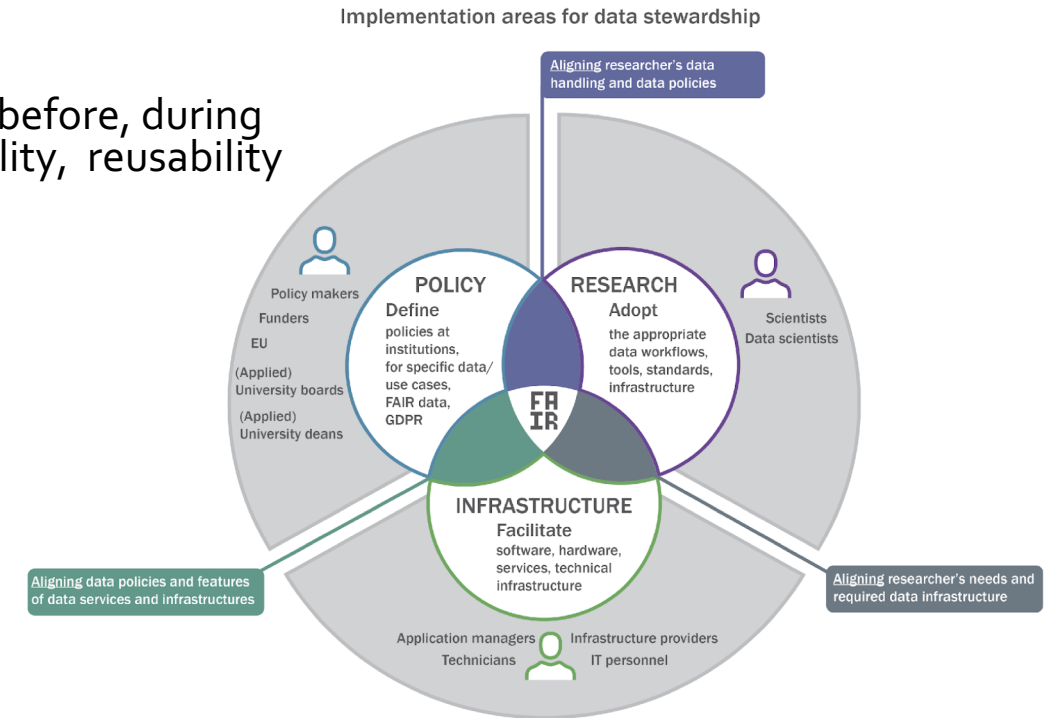 Implementation areas for data stewardship
Aligning researcher's data
handling and data policies
before, during
lity, reusability
Policy makers
Funders
EU
(Applied)
University boards
(Applied)
University deans
POLICY
Define
policies at
institutions,
for specific data/
use cases,
FAIR data,
GDPR
RESEARCH
Adopt
the appropriate
data workflows,
tools, standards,
infrastructure
Scientists
Data scientists
FA
IR
INFRASTRUCTURE
Facilitate
software, hardware,
services, technical
infrastructure
Aligning data policies and features
of data services and infrastructures
Aligning researcher's needs and
required data infrastructure
Application managers
Technicians
Infrastructure providers
IT personnel